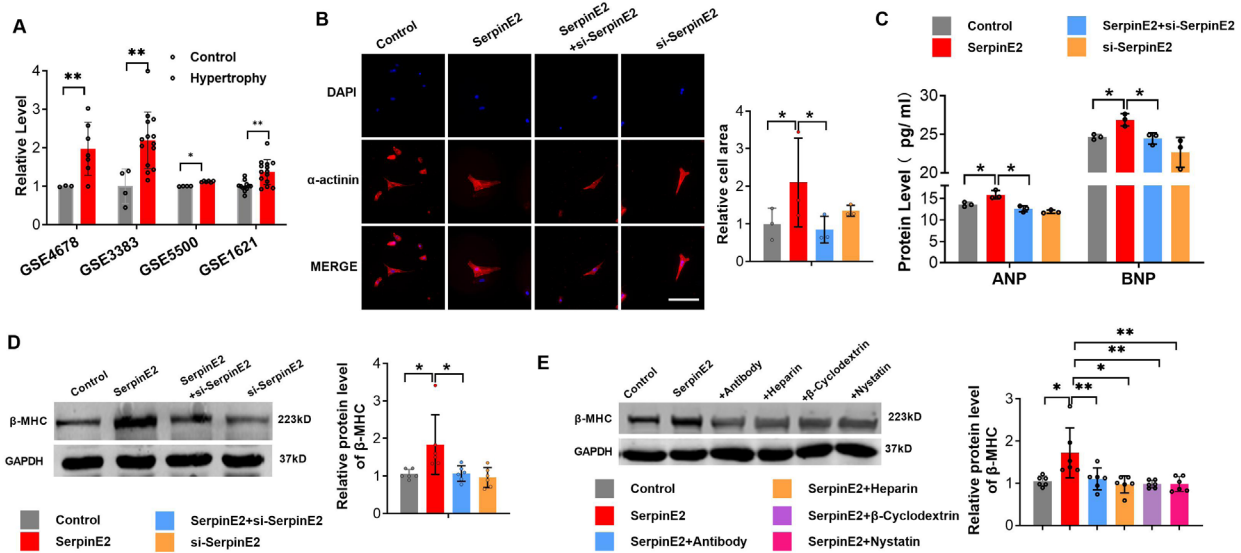 A
Control
Hypertrophy
**
**
*
**
Relative Level
4
3
2
1
0
GSE4678
GSE3383
GSE5500
GSE1621
B
Control
SerpinE2
SerpinE2
+si-SerpinE2
si-SerpinE2
DAPI
α-actinin
MERGE
Relative cell area
4
3
2
1
0
*
*
C
Control
SerpinE2
SerpinE2+si-SerpinE2
si-SerpinE2
Protein Level ( pg/ ml)
30
25
20
15
10
5
0
*
*
*
*
ANP
BNP
D
Control
SerpinE2
SerpinE2
+si-SerpinE2
si-SerpinE2
β-MHC
223kD
GAPDH
37kD
Control
SerpinE2
SerpinE2+si-SerpinE2
si-SerpinE2
Relative protein level
of β-MHC
4
3
2
1
0
*
*
E
Control
SerpinE2
+Antibody
+Heparin
+β-Cyclodextrin
+Nystatin
β-MHC
223kD
GAPDH
37kD
Control
SerpinE2
SerpinE2+Antibody
SerpinE2+Heparin
SerpinE2+β-Cyclodextrin
SerpinE2+Nystatin
Relative protein level
of β-MHC
3
2
1
0
*
**
*
**
**